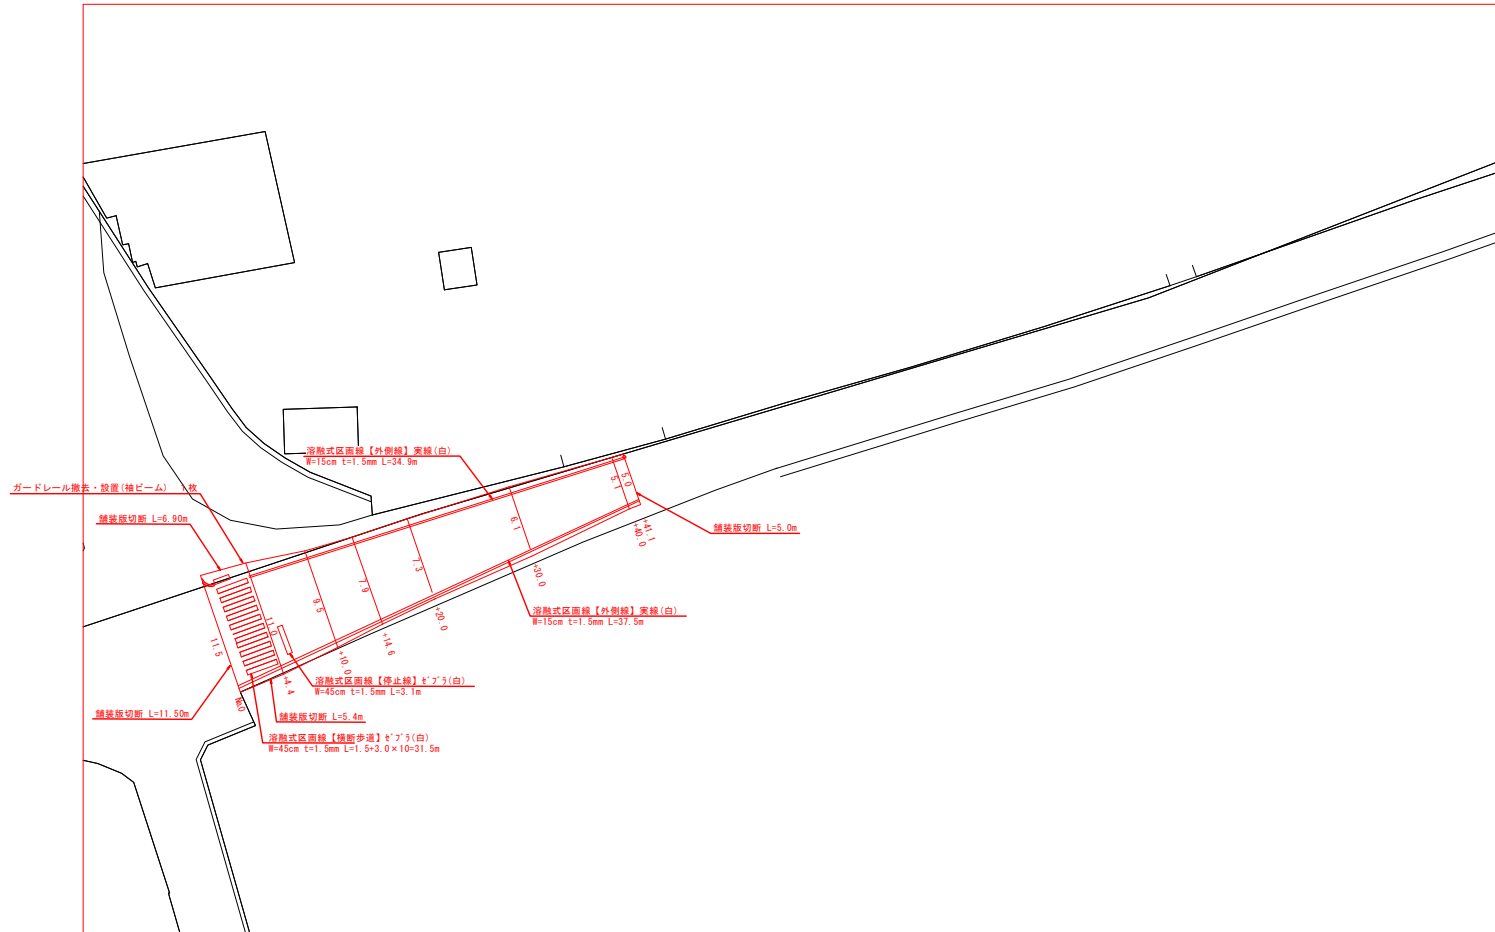 溶融式区画線【外側線】実線(白)
W=15cm t=1.5mm L=34.9m
ガードレール撤去・設置(袖ビーム) 1枚
舗装版切断 L=6.90m
舗装版切断 L=5.0m
5.0
5.1
6.1
7.3
7.9
9.5
11.0
11.5
+41.1
+40.0
+30.0
+20.0
+14.6
+10.0
+4.4
No.0
溶融式区画線【外側線】実線(白)
W=15cm t=1.5mm L=37.5m
溶融式区画線【停止線】ゼブラ(白)
W=45cm t=1.5mm L=3.1m
舗装版切断 L=11.50m
舗装版切断 L=5.4m
溶融式区画線【横断歩道】ゼブラ(白)
W=45cm t=1.5mm L=1.5+3.0×10=31.5m